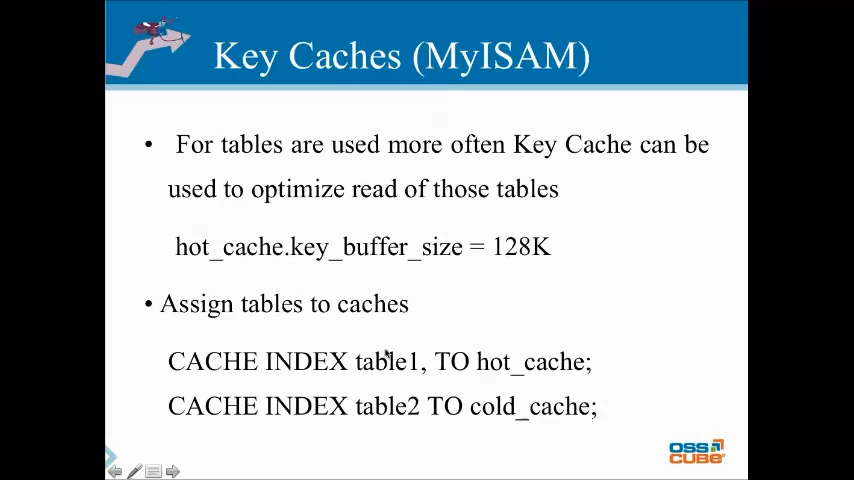 Key Caches (MyISAM)
• For tables are used more often Key Cache can be
used to optimize read of those tables
hot_cache.key_buffer_size = 128K
• Assign tables to caches
CACHE INDEX table1, TO hot_cache;
CACHE INDEX table2 TO cold_cache;
OSS
CUBE